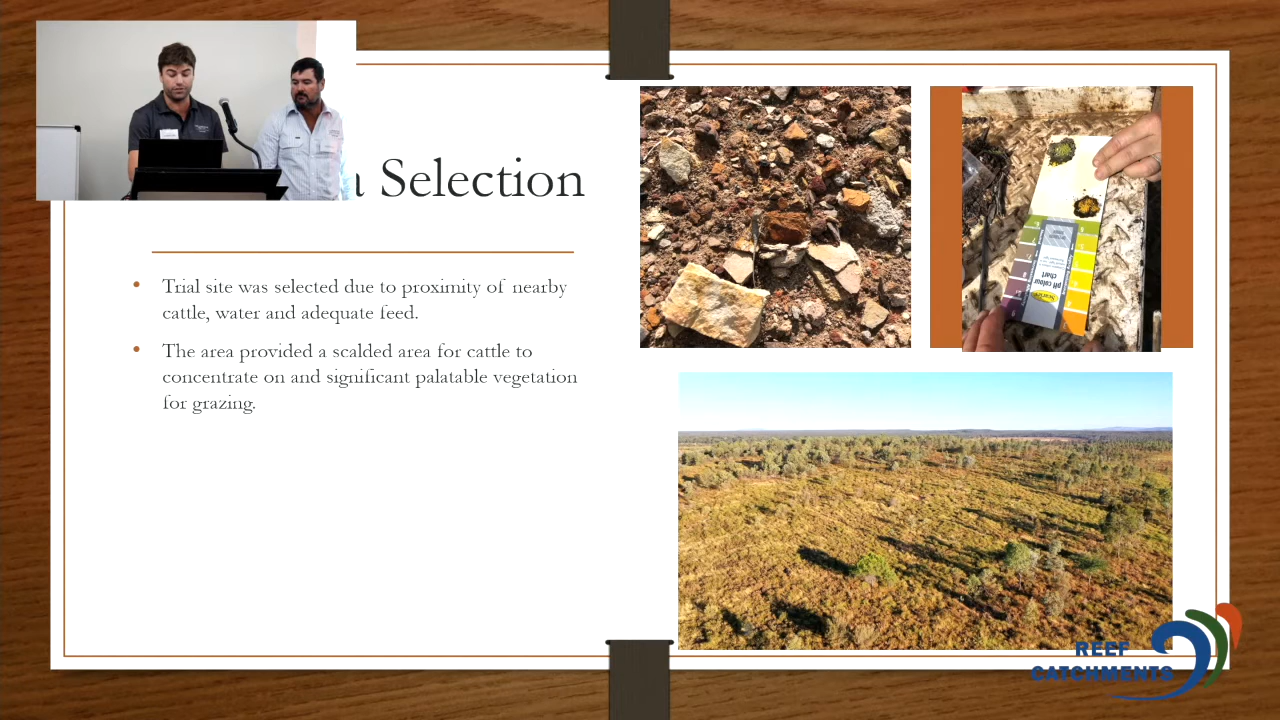 Selection
Trial site was selected due to proximity of nearby
cattle, water and adequate feed.
The area provided a scalded area for cattle to
concentrate on and significant palatable vegetation
for grazing.
pH colour
chart
REEF
CATCHMENTS